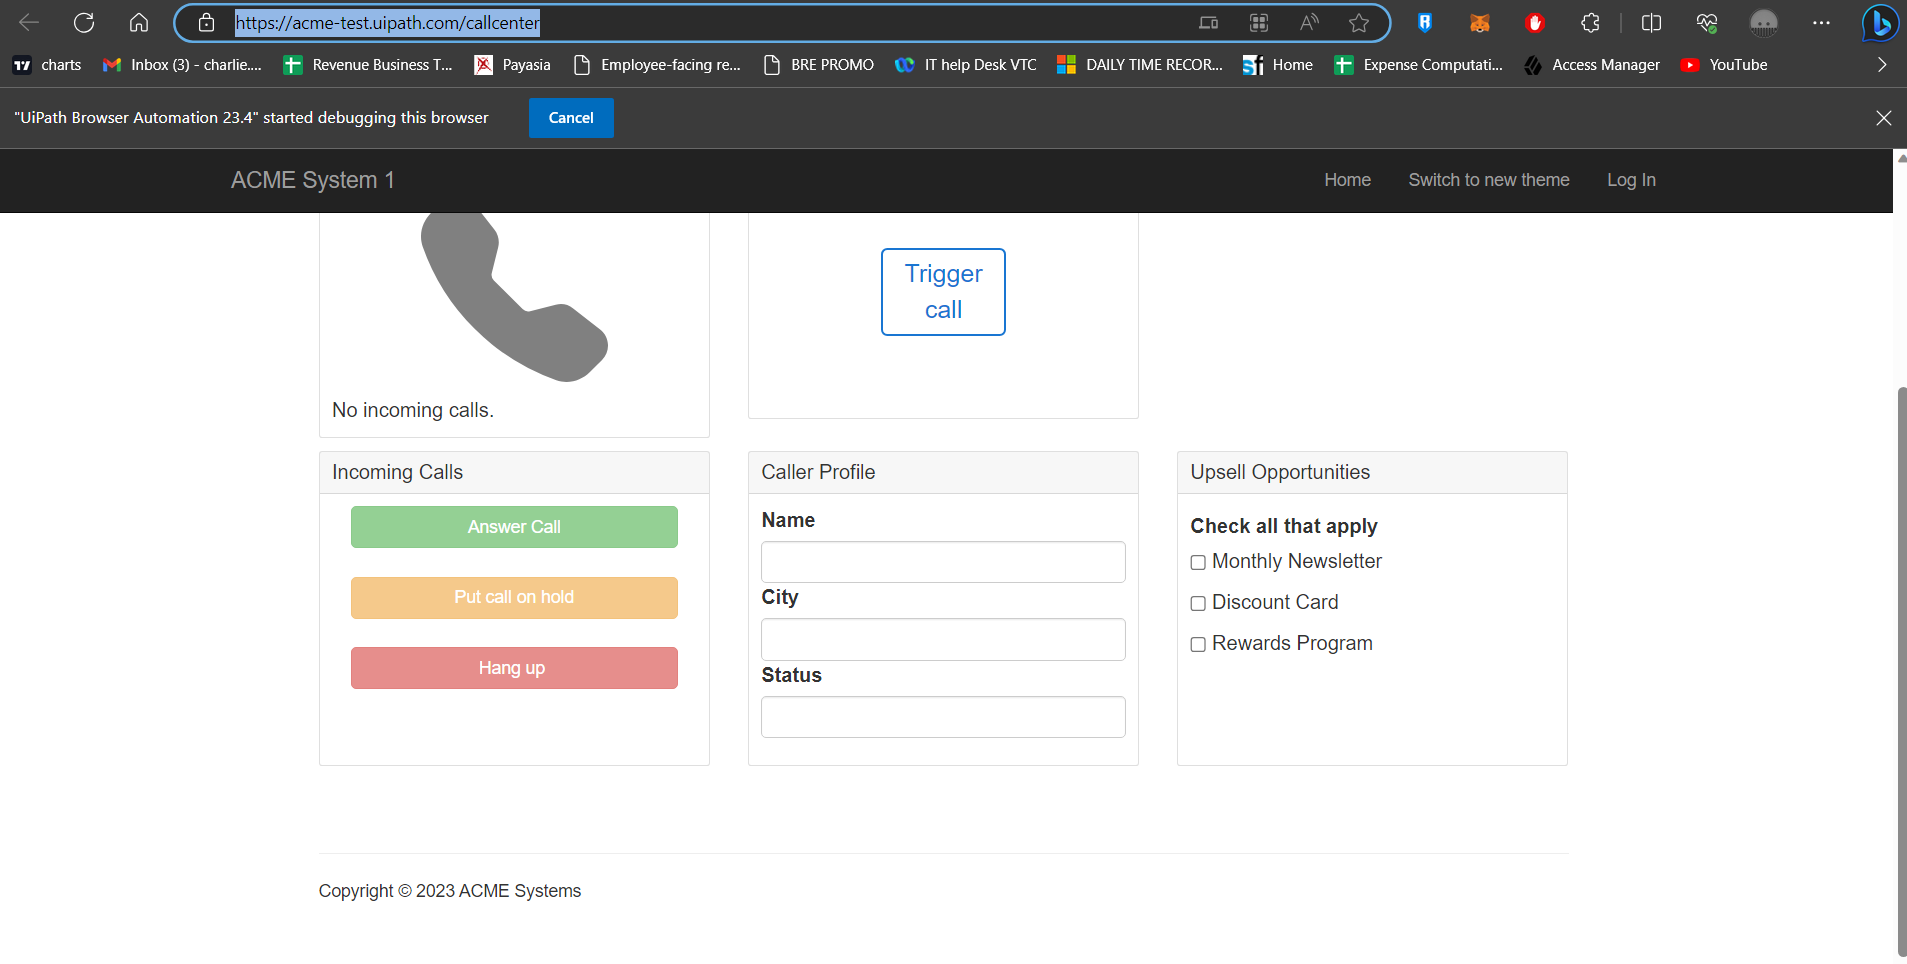 https://acme-test.uipath.com/callcenter
charts
Inbox (3) - charlie....
Revenue Business T...
Payasia
Employee-facing re...
BRE PROMO
IT help Desk VTC
DAILY TIME RECOR...
Home
Expense Computati...
Access Manager
YouTube
"UiPath Browser Automation 23.4" started debugging this browser
Cancel
ACME System 1
Home
Switch to new theme
Log In
Trigger
call
No incoming calls.
Incoming Calls
Answer Call
Put call on hold
Hang up
Caller Profile
Name
City
Status
Upsell Opportunities
Check all that apply
Monthly Newsletter
Discount Card
Rewards Program
Copyright © 2023 ACME Systems